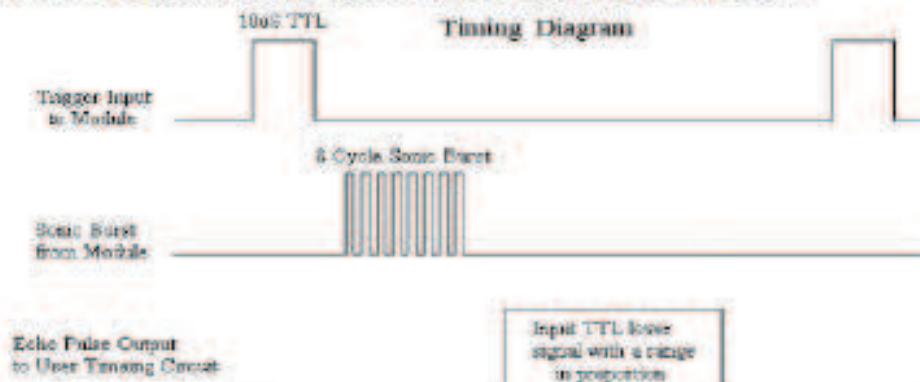 10uS TTL
Timing Diagram
Trigger Input
to Module
8 Cycle Sonic Burst
Sonic Burst
from Module
Echo Pulse Output
to User Timing Circuit
Input TTL lever
signal with a range
in proportion